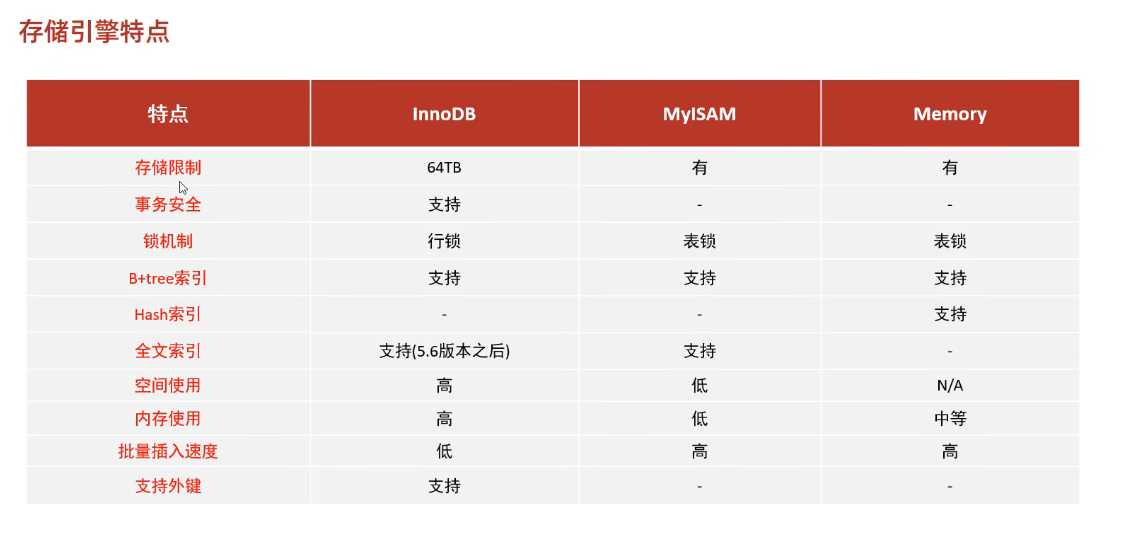 存储引擎特点
特点 InnoDB MyISAM Memory
存储限制 64TB 有 有
事务安全 支持 - -
锁机制 行锁 表锁 表锁
B+tree索引 支持 支持 支持
Hash索引 - - 支持
全文索引 支持(5.6版本之后) 支持 -
空间使用 高 低 N/A
内存使用 高 低 中等
批量插入速度 低 高 高
支持外键 支持 - -